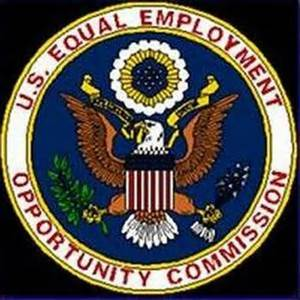 U.S. EQUAL EMPLOYMENT
OPPORTUNITY COMMISSION